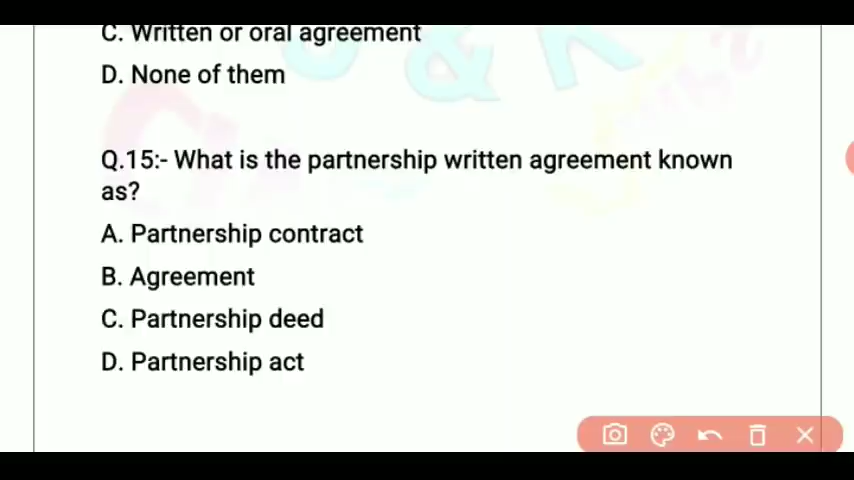 C. Written or oral agreement
D. None of them
Q.15:- What is the partnership written agreement known
as?
A. Partnership contract
B. Agreement
C. Partnership deed
D. Partnership act